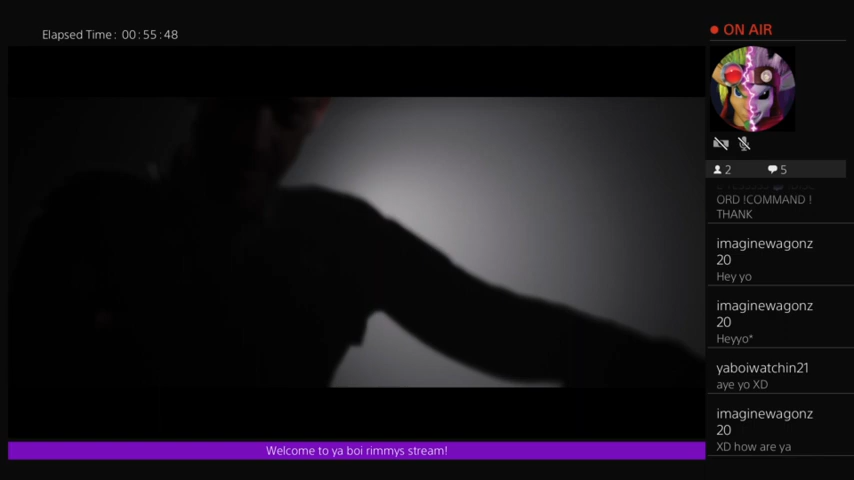 Elapsed Time: 00:55:48
ON AIR
2
5
ORD !COMMAND !
THANK
imaginewagonz
20
Hey yo
imaginewagonz
20
Heyyo*
yaboiwatchin21
aye yo XD
imaginewagonz
20
XD how are ya
Welcome to ya boi rimmys stream!